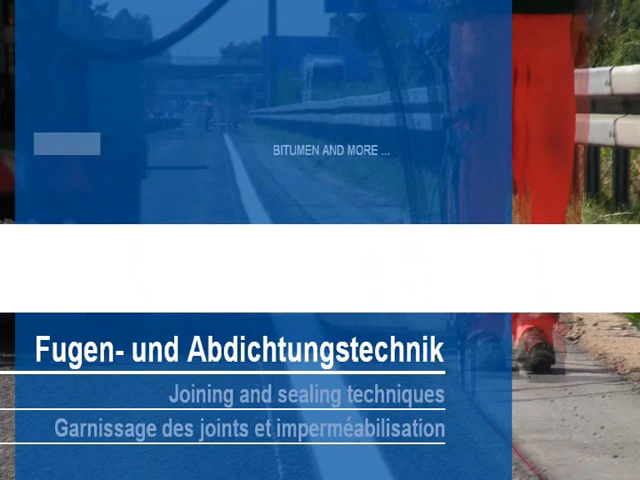 BITUMEN AND MORE ...
Fugen- und Abdichtungstechnik
Joining and sealing techniques
Garnissage des joints et imperméabilisation